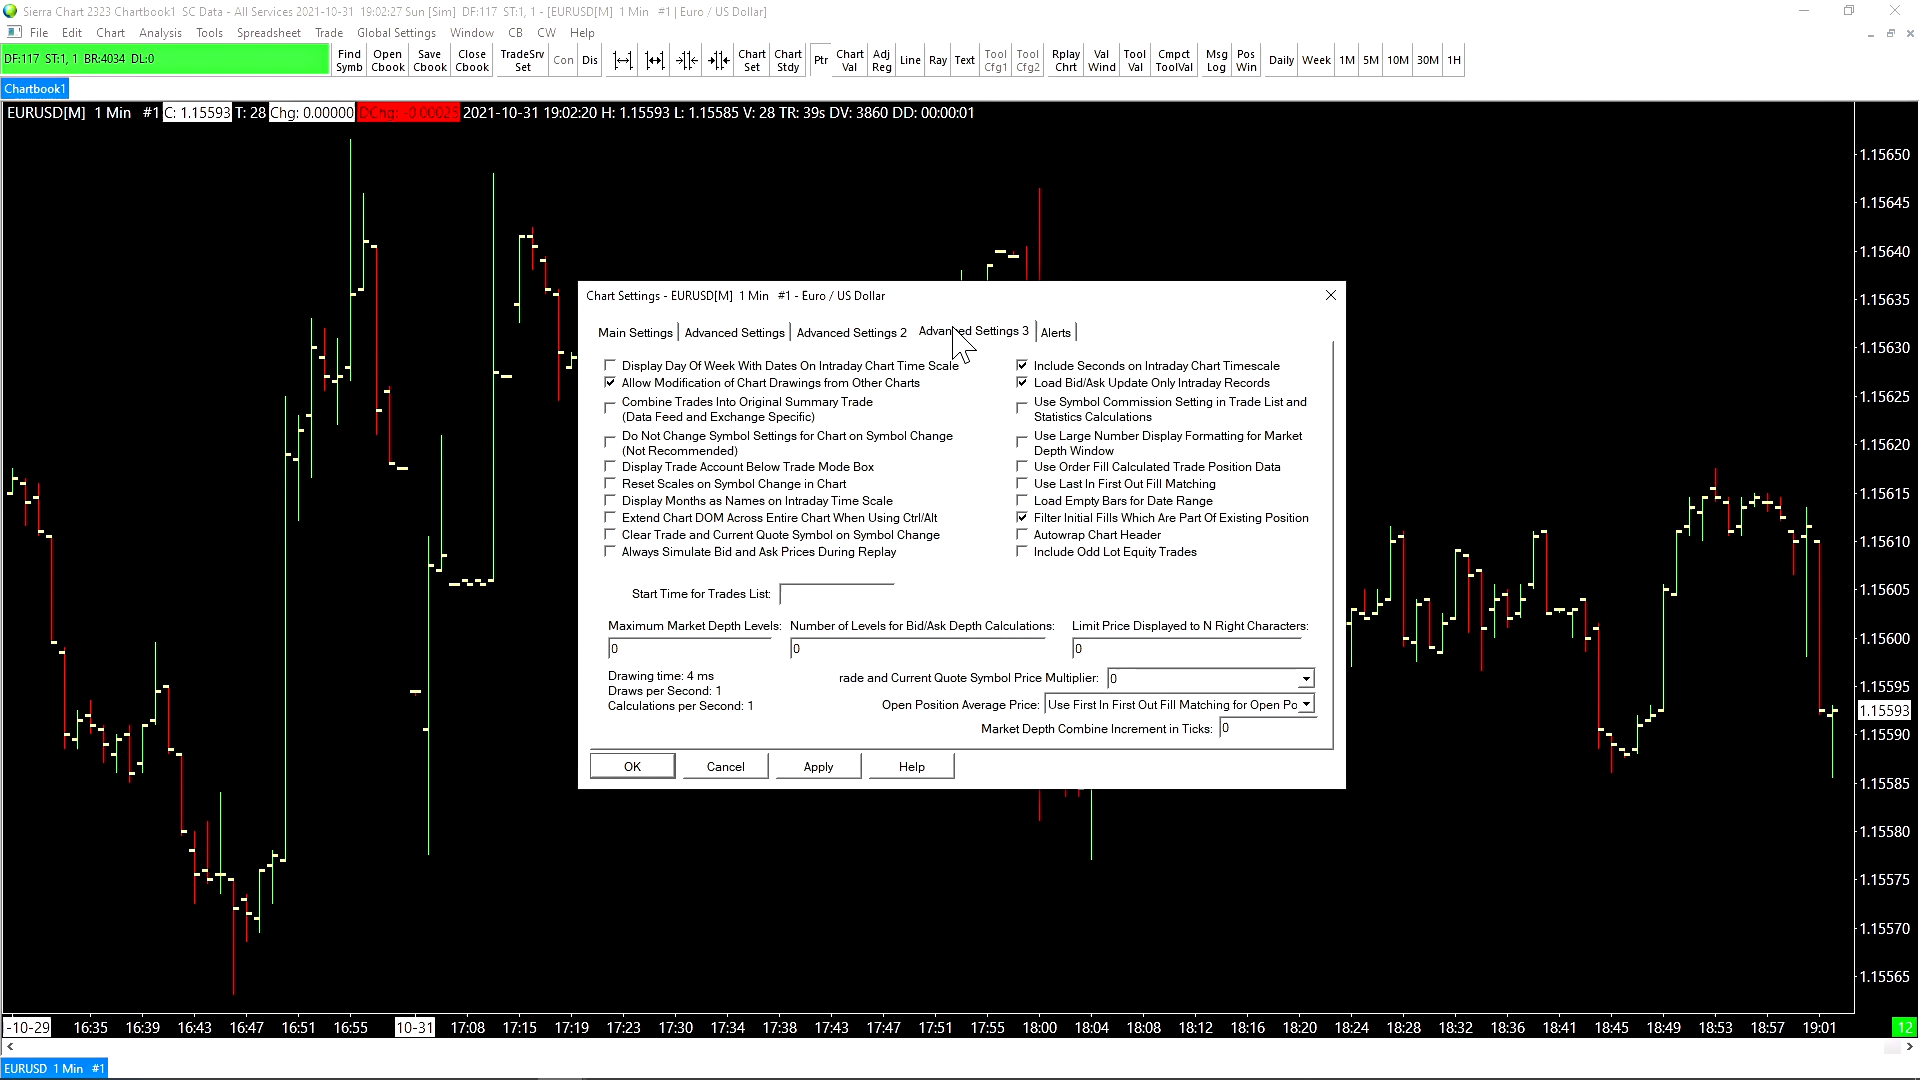 Sierra Chart 2323 Chartbook1  SC Data - All Services 2021-10-31  19:02:27 Sun [Sim]  DF:117  ST:1, 1 - [EURUSD[M]  1 Min   #1 | Euro / US Dollar]
File Edit Chart Analysis Tools Spreadsheet Trade Global Settings Window CB CW Help
DF:117  ST:1, 1  BR:4034  DL:0
Find Symb Open Cbook Save Cbook Close Cbook TradeSrv Set Con Dis Chart Set Chart Stdy Ptr Chart Val Adj Reg Line Ray Text Tool Cfg1 Tool Cfg2 Rplay Chrt Val Wind Tool Val Cmpct ToolVal Msg Log Pos Win Daily Week 1M 5M 10M 30M 1H
Chartbook1
EURUSD[M]  1 Min   #1 C: 1.15593 T: 28 Chg: 0.00000 DChg: -0.00025 2021-10-31 19:02:20 H: 1.15593 L: 1.15585 V: 28 TR: 39s DV: 3860 DD: 00:00:01
1.15650
1.15645
1.15640
1.15635
1.15630
1.15625
1.15620
1.15615
1.15610
1.15605
1.15600
1.15595
1.15593
1.15590
1.15585
1.15580
1.15575
1.15570
1.15565
Chart Settings - EURUSD[M]  1 Min   #1 - Euro / US Dollar
Main Settings Advanced Settings Advanced Settings 2 Advanced Settings 3 Alerts
Display Day Of Week With Dates On Intraday Chart Time Scale
Allow Modification of Chart Drawings from Other Charts
Combine Trades Into Original Summary Trade
(Data Feed and Exchange Specific)
Do Not Change Symbol Settings for Chart on Symbol Change
(Not Recommended)
Display Trade Account Below Trade Mode Box
Reset Scales on Symbol Change in Chart
Display Months as Names on Intraday Time Scale
Extend Chart DOM Across Entire Chart When Using Ctrl/Alt
Clear Trade and Current Quote Symbol on Symbol Change
Always Simulate Bid and Ask Prices During Replay
Include Seconds on Intraday Chart Timescale
Load Bid/Ask Update Only Intraday Records
Use Symbol Commission Setting in Trade List and
Statistics Calculations
Use Large Number Display Formatting for Market
Depth Window
Use Order Fill Calculated Trade Position Data
Use Last In First Out Fill Matching
Load Empty Bars for Date Range
Filter Initial Fills Which Are Part Of Existing Position
Autowrap Chart Header
Include Odd Lot Equity Trades
Start Time for Trades List:
Maximum Market Depth Levels: Number of Levels for Bid/Ask Depth Calculations: Limit Price Displayed to N Right Characters:
0 0 0
Drawing time: 4 ms
Draws per Second: 1
Calculations per Second: 1
rade and Current Quote Symbol Price Multiplier: 0
Open Position Average Price: Use First In First Out Fill Matching for Open Po
Market Depth Combine Increment in Ticks: 0
OK Cancel Apply Help
-10-29 16:35 16:39 16:43 16:47 16:51 16:55 10-31 17:08 17:15 17:19 17:23 17:30 17:34 17:38 17:43 17:47 17:51 17:55 18:00 18:04 18:08 18:12 18:16 18:20 18:24 18:28 18:32 18:36 18:41 18:45 18:49 18:53 18:57 19:01 12
EURUSD  1 Min   #1